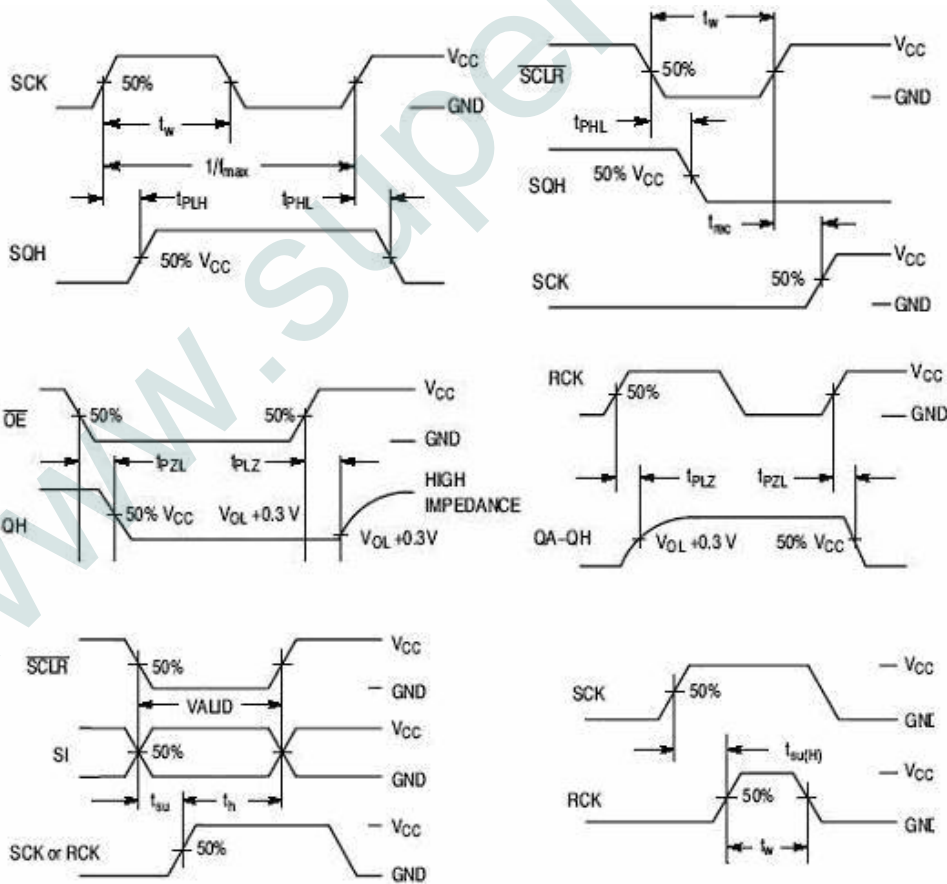 SCK
50%
VCC
GND
tw
1/fmax
tPLH
tPHL
SQH
50% VCC
tw
SCLR
50%
VCC
GND
tPHL
SQH
50% VCC
trec
SCK
50%
VCC
GND
OE
50%
50%
VCC
GND
tPZL
tPLZ
HIGH
IMPEDANCE
QH
50% VCC
VOL +0.3 V
VOL +0.3V
RCK
50%
VCC
GND
tPLZ
tPZL
QA-QH
VOL +0.3 V
50% VCC
SCLR
50%
VCC
GND
VALID
SI
50%
VCC
GND
tsu
th
SCK or RCK
50%
VCC
GND
SCK
50%
VCC
GND
tsu(H)
RCK
50%
VCC
GND
tw
www.super